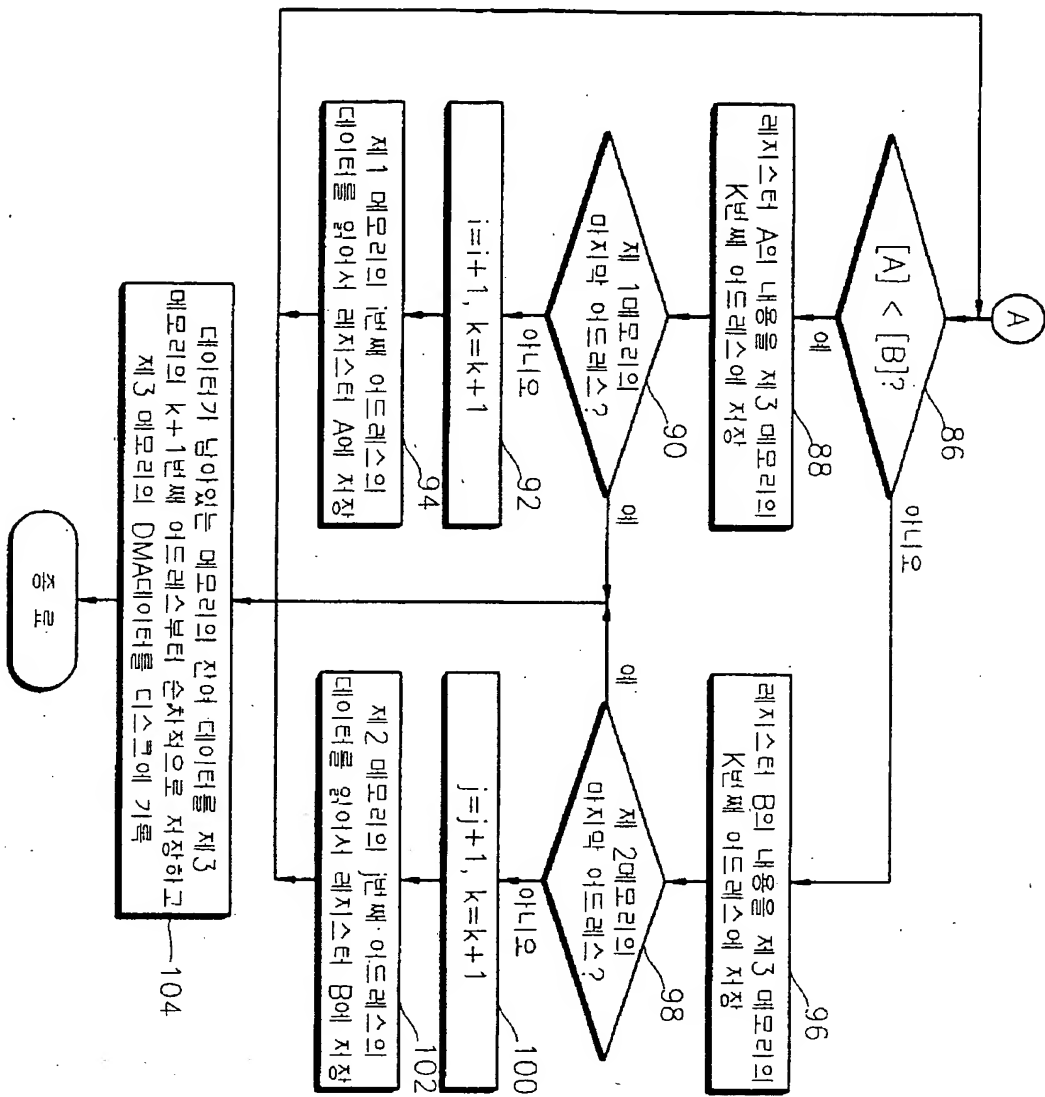 A
[A] < [B]?
86
예
아니요
레지스터 A의 내용을 제3 메모리의
K번째 어드레스에 저장
88
제 1메모리의
마지막 어드레스?
90
예
아니요
i=i+1, k=k+1
92
제1 메모리의 i번째 어드레스의
데이터를 읽어서 레지스터 A에 저장
94
레지스터 B의 내용을 제3 메모리의
K번째 어드레스에 저장
96
제 2메모리의
마지막 어드레스?
98
예
아니요
j=j+1, k=k+1
100
제2 메모리의 j번째 어드레스의
데이터를 읽어서 레지스터 B에 저장
102
데이터가 남아있는 메모리의 잔여 데이터를 제3
메모리의 k+1번째 어드레스부터 순차적으로 저장하고
제3 메모리의 DMA데이터를 디스크에 기록
104
종 료